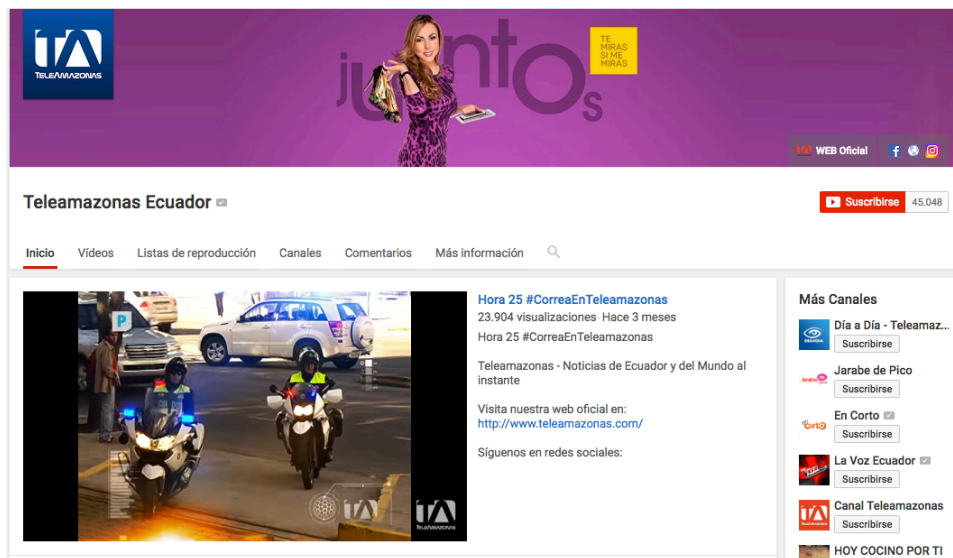 TELEAMAZONAS
juntos
TE
MIRAS
SI ME
MIRAS
WEB Oficial
Teleamazonas Ecuador
Suscribirse 45.048
Inicio Vídeos Listas de reproducción Canales Comentarios Más información
P
TELEAMAZONAS
Hora 25 #CorreaEnTeleamazonas
23.904 visualizaciones Hace 3 meses
Hora 25 #CorreaEnTeleamazonas
Teleamazonas - Noticias de Ecuador y del Mundo al
instante
Visita nuestra web oficial en:
http://www.teleamazonas.com/
Síguenos en redes sociales:
Más Canales
Día a Día - Teleamaz...
Suscribirse
Jarabe de Pico
Suscribirse
En Corto
Suscribirse
La Voz Ecuador
Suscribirse
Canal Teleamazonas
Suscribirse
HOY COCINO POR TI